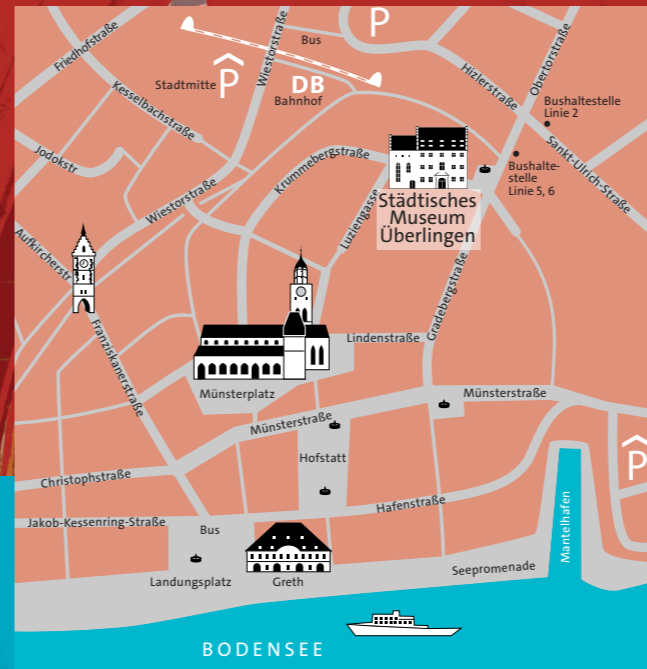 P
Bus
Friedhofstraße
Wiestorstraße
Stadtmitte
P
DB
Bahnhof
Hizlerstraße
Obertorstraße
Kesselbachstraße
Bushaltestelle
Linie 2
Jodokstr
Krummebergstraße
Sankt-Ulrich-Straße
Bushalte-
stelle
Linie 5, 6
Wiestorstraße
Luziengasse
Städtisches
Museum
Überlingen
Aufkircherstr
Gradebergstraße
Franziskanerstraße
Lindenstraße
Münsterplatz
Münsterstraße
Münsterstraße
P
Hofstatt
Christophstraße
Hafenstraße
Mantelhafen
Jakob-Kessenring-Straße
Bus
Seepromenade
Landungsplatz
Greth
BODENSEE